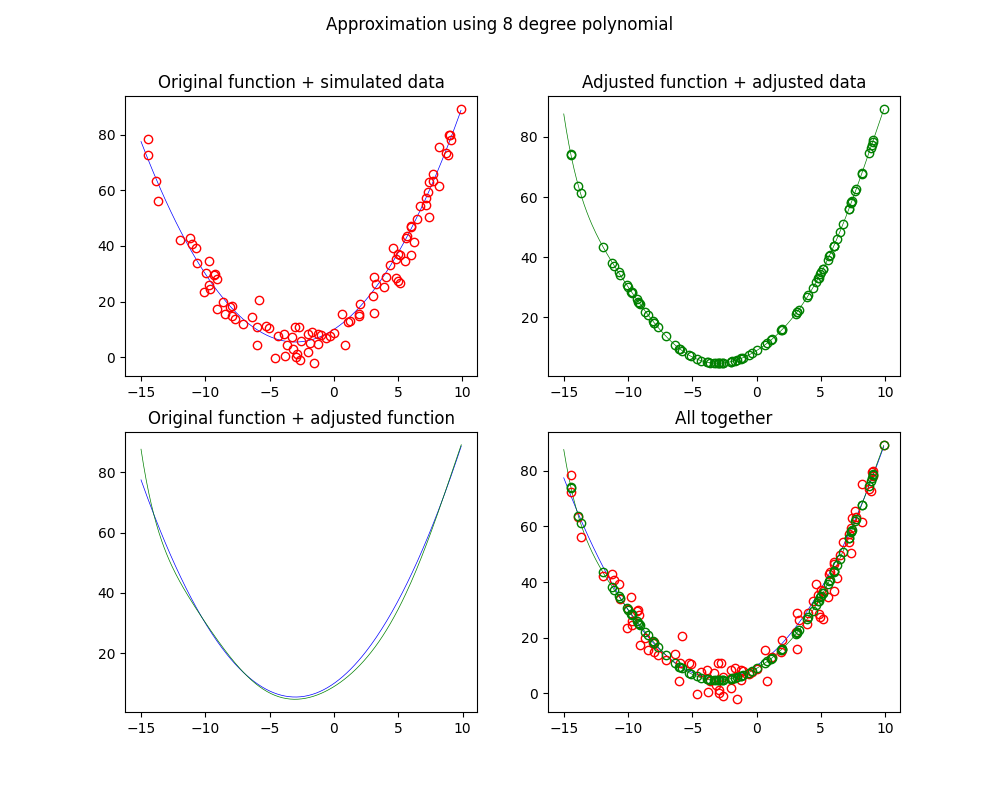 Approximation using 8 degree polynomial
Original function + simulated data
80
60
40
20
0
−15 −10 −5 0 5 10
Adjusted function + adjusted data
80
60
40
20
−15 −10 −5 0 5 10
Original function + adjusted function
80
60
40
20
−15 −10 −5 0 5 10
All together
80
60
40
20
0
−15 −10 −5 0 5 10